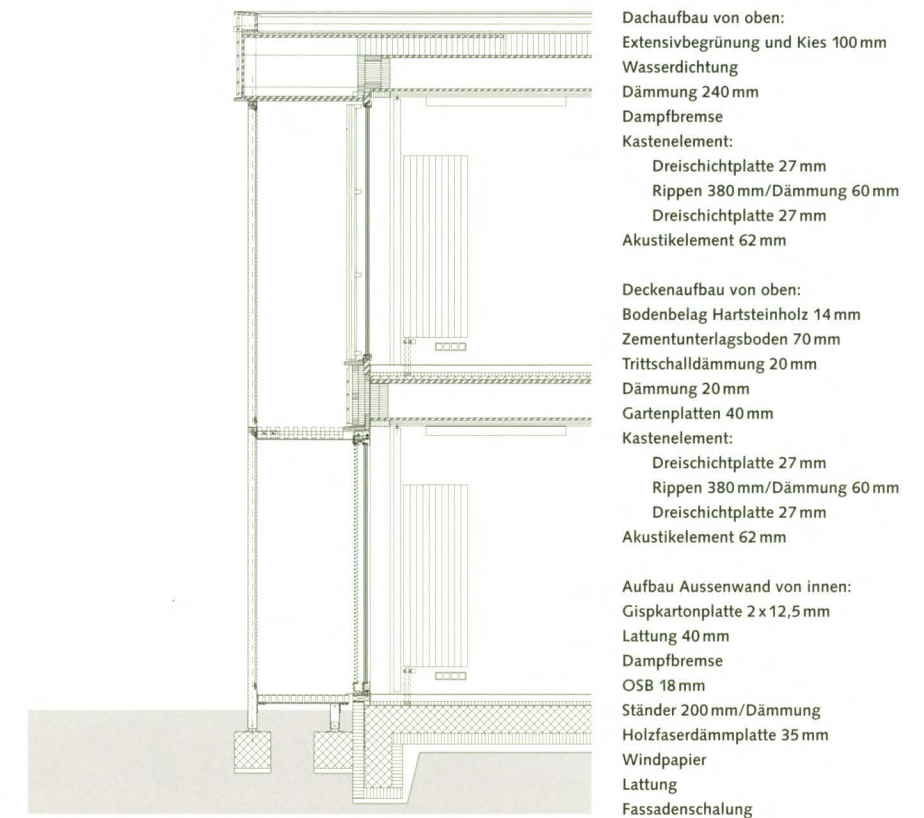 Dachaufbau von oben:
Extensivbegrünung und Kies 100 mm
Wasserdichtung
Dämmung 240 mm
Dampfbremse
Kastenelement:
Dreischichtplatte 27 mm
Rippen 380 mm/Dämmung 60 mm
Dreischichtplatte 27 mm
Akustikelement 62 mm
Deckenaufbau von oben:
Bodenbelag Hartsteinholz 14 mm
Zementunterlagsboden 70 mm
Trittschalldämmung 20 mm
Dämmung 20 mm
Gartenplatten 40 mm
Kastenelement:
Dreischichtplatte 27 mm
Rippen 380 mm/Dämmung 60 mm
Dreischichtplatte 27 mm
Akustikelement 62 mm
Aufbau Aussenwand von innen:
Gispkartonplatte 2 x 12,5 mm
Lattung 40 mm
Dampfbremse
OSB 18 mm
Ständer 200 mm/Dämmung
Holzfaserdämmplatte 35 mm
Windpapier
Lattung
Fassadenschalung